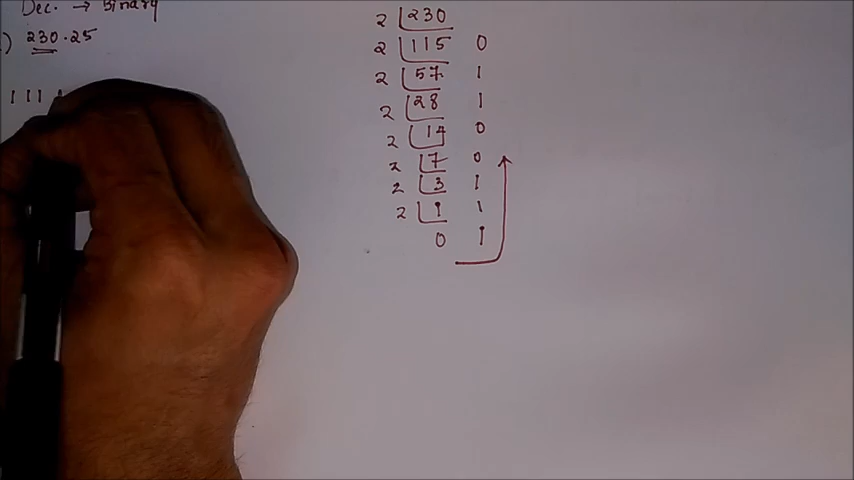 Dec. → Binary
) 230.25
111
2 230
2 115 0
2 57 1
2 28 1
2 14 0
2 7 0
2 3 1
2 1 1
0 1